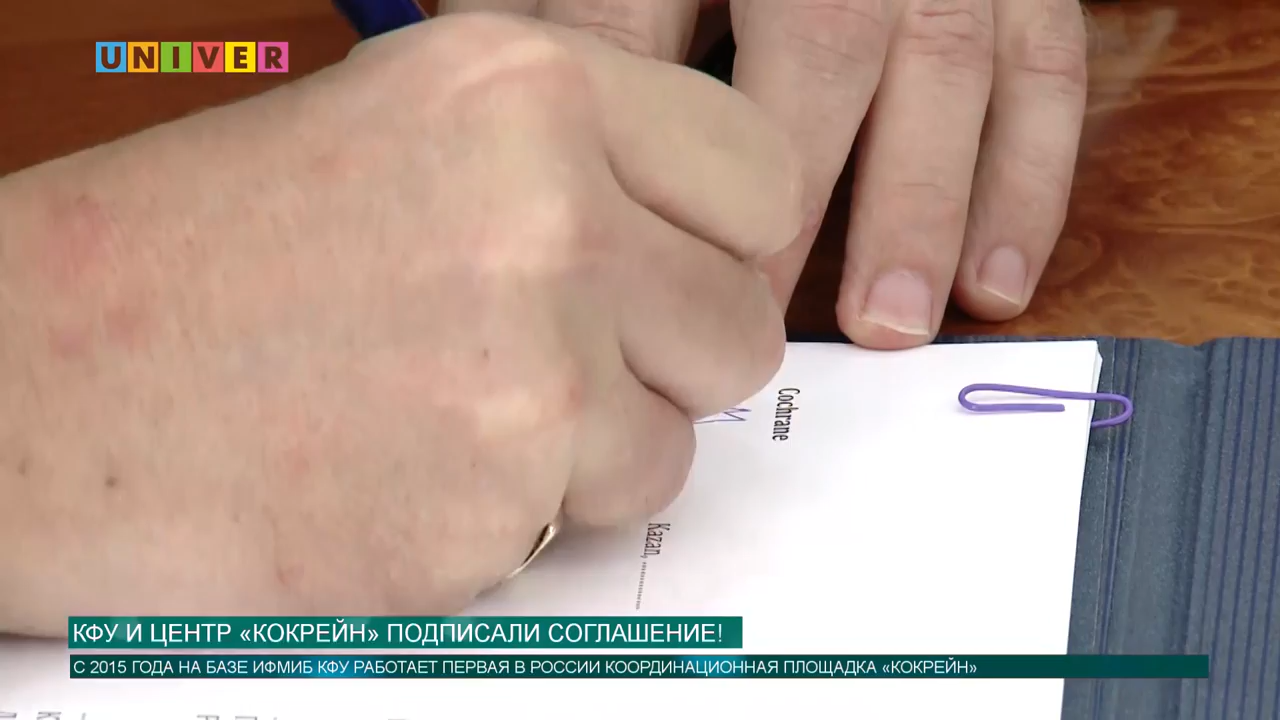 UNIVER
Cochrane
Kazan,
КФУ И ЦЕНТР «КОКРЕЙН» ПОДПИСАЛИ СОГЛАШЕНИЕ!
С 2015 ГОДА НА БАЗЕ ИФМИБ КФУ РАБОТАЕТ ПЕРВАЯ В РОССИИ КООРДИНАЦИОННАЯ ПЛОЩАДКА «КОКРЕЙН»